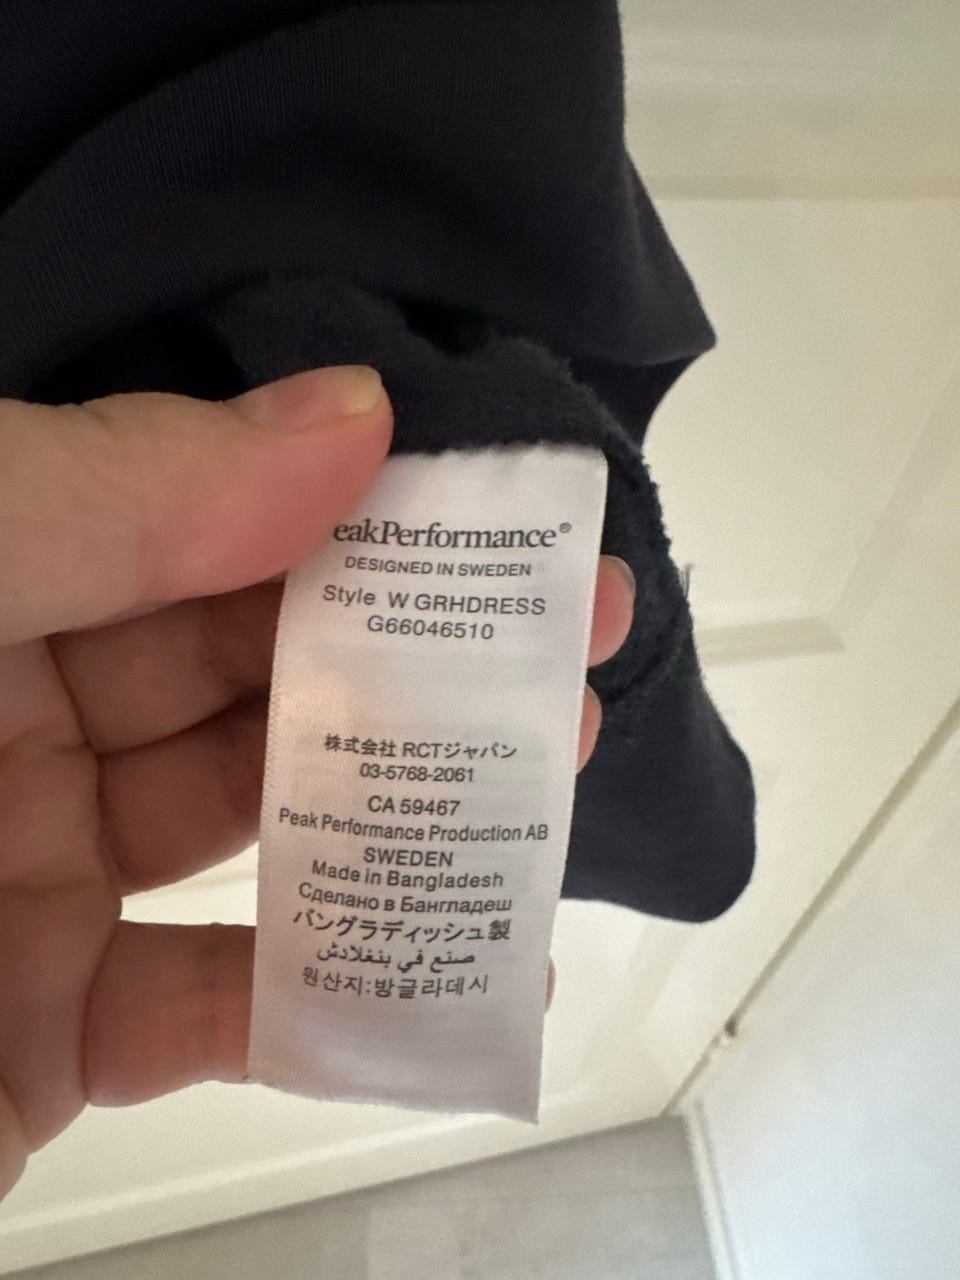 eakPerformance®
DESIGNED IN SWEDEN
Style W GRHDRESS
G66046510
株式会社 RCTジャパン
03-5768-2061
CA 59467
Peak Performance Production AB
SWEDEN
Made in Bangladesh
Сделано в Бангладеш
バングラディッシュ製
صنع في بنغلادش
원산지:방글라데시